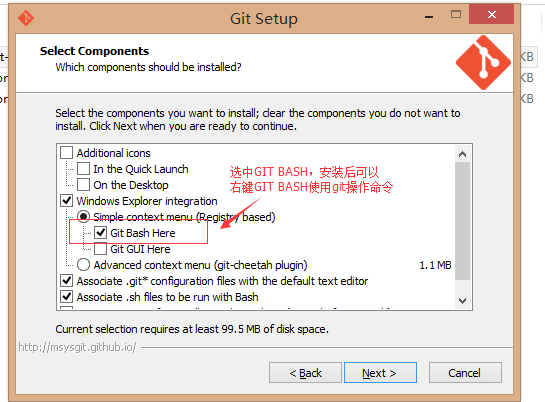 Git Setup
Select Components
Which components should be installed?
KB
KB
KB
Select the components you want to install; clear the components you do not want to
install. Click Next when you are ready to continue.
Additional icons
In the Quick Launch
On the Desktop
Windows Explorer integration
Simple context menu (Registry based)
Git Bash Here
Git GUI Here
Advanced context menu (git-cheetah plugin) 1.1 MB
Associate .git* configuration files with the default text editor
Associate .sh files to be run with Bash
选中GIT BASH，安装后可以
右键GIT BASH使用git操作命令
Current selection requires at least 99.5 MB of disk space.
http://msysgit.github.io/
< Back
Next >
Cancel